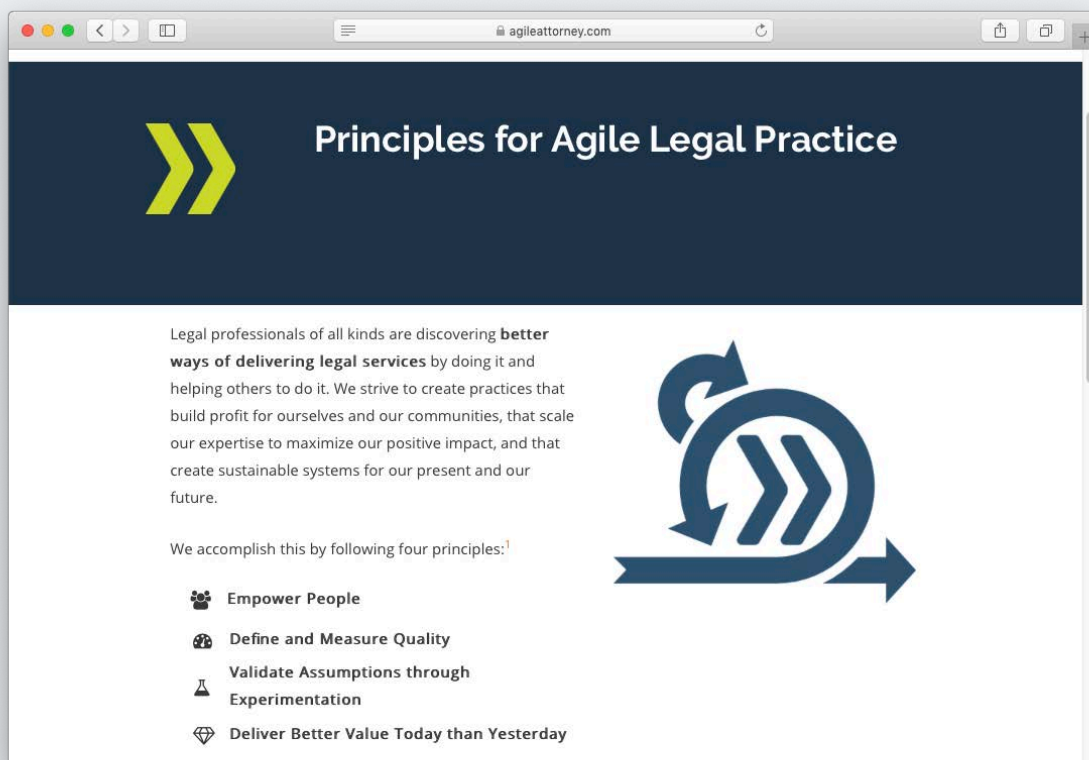 agileattorney.com
Principles for Agile Legal Practice
Legal professionals of all kinds are discovering better
ways of delivering legal services by doing it and
helping others to do it. We strive to create practices that
build profit for ourselves and our communities, that scale
our expertise to maximize our positive impact, and that
create sustainable systems for our present and our
future.
We accomplish this by following four principles:1
Empower People
Define and Measure Quality
Validate Assumptions through
Experimentation
Deliver Better Value Today than Yesterday